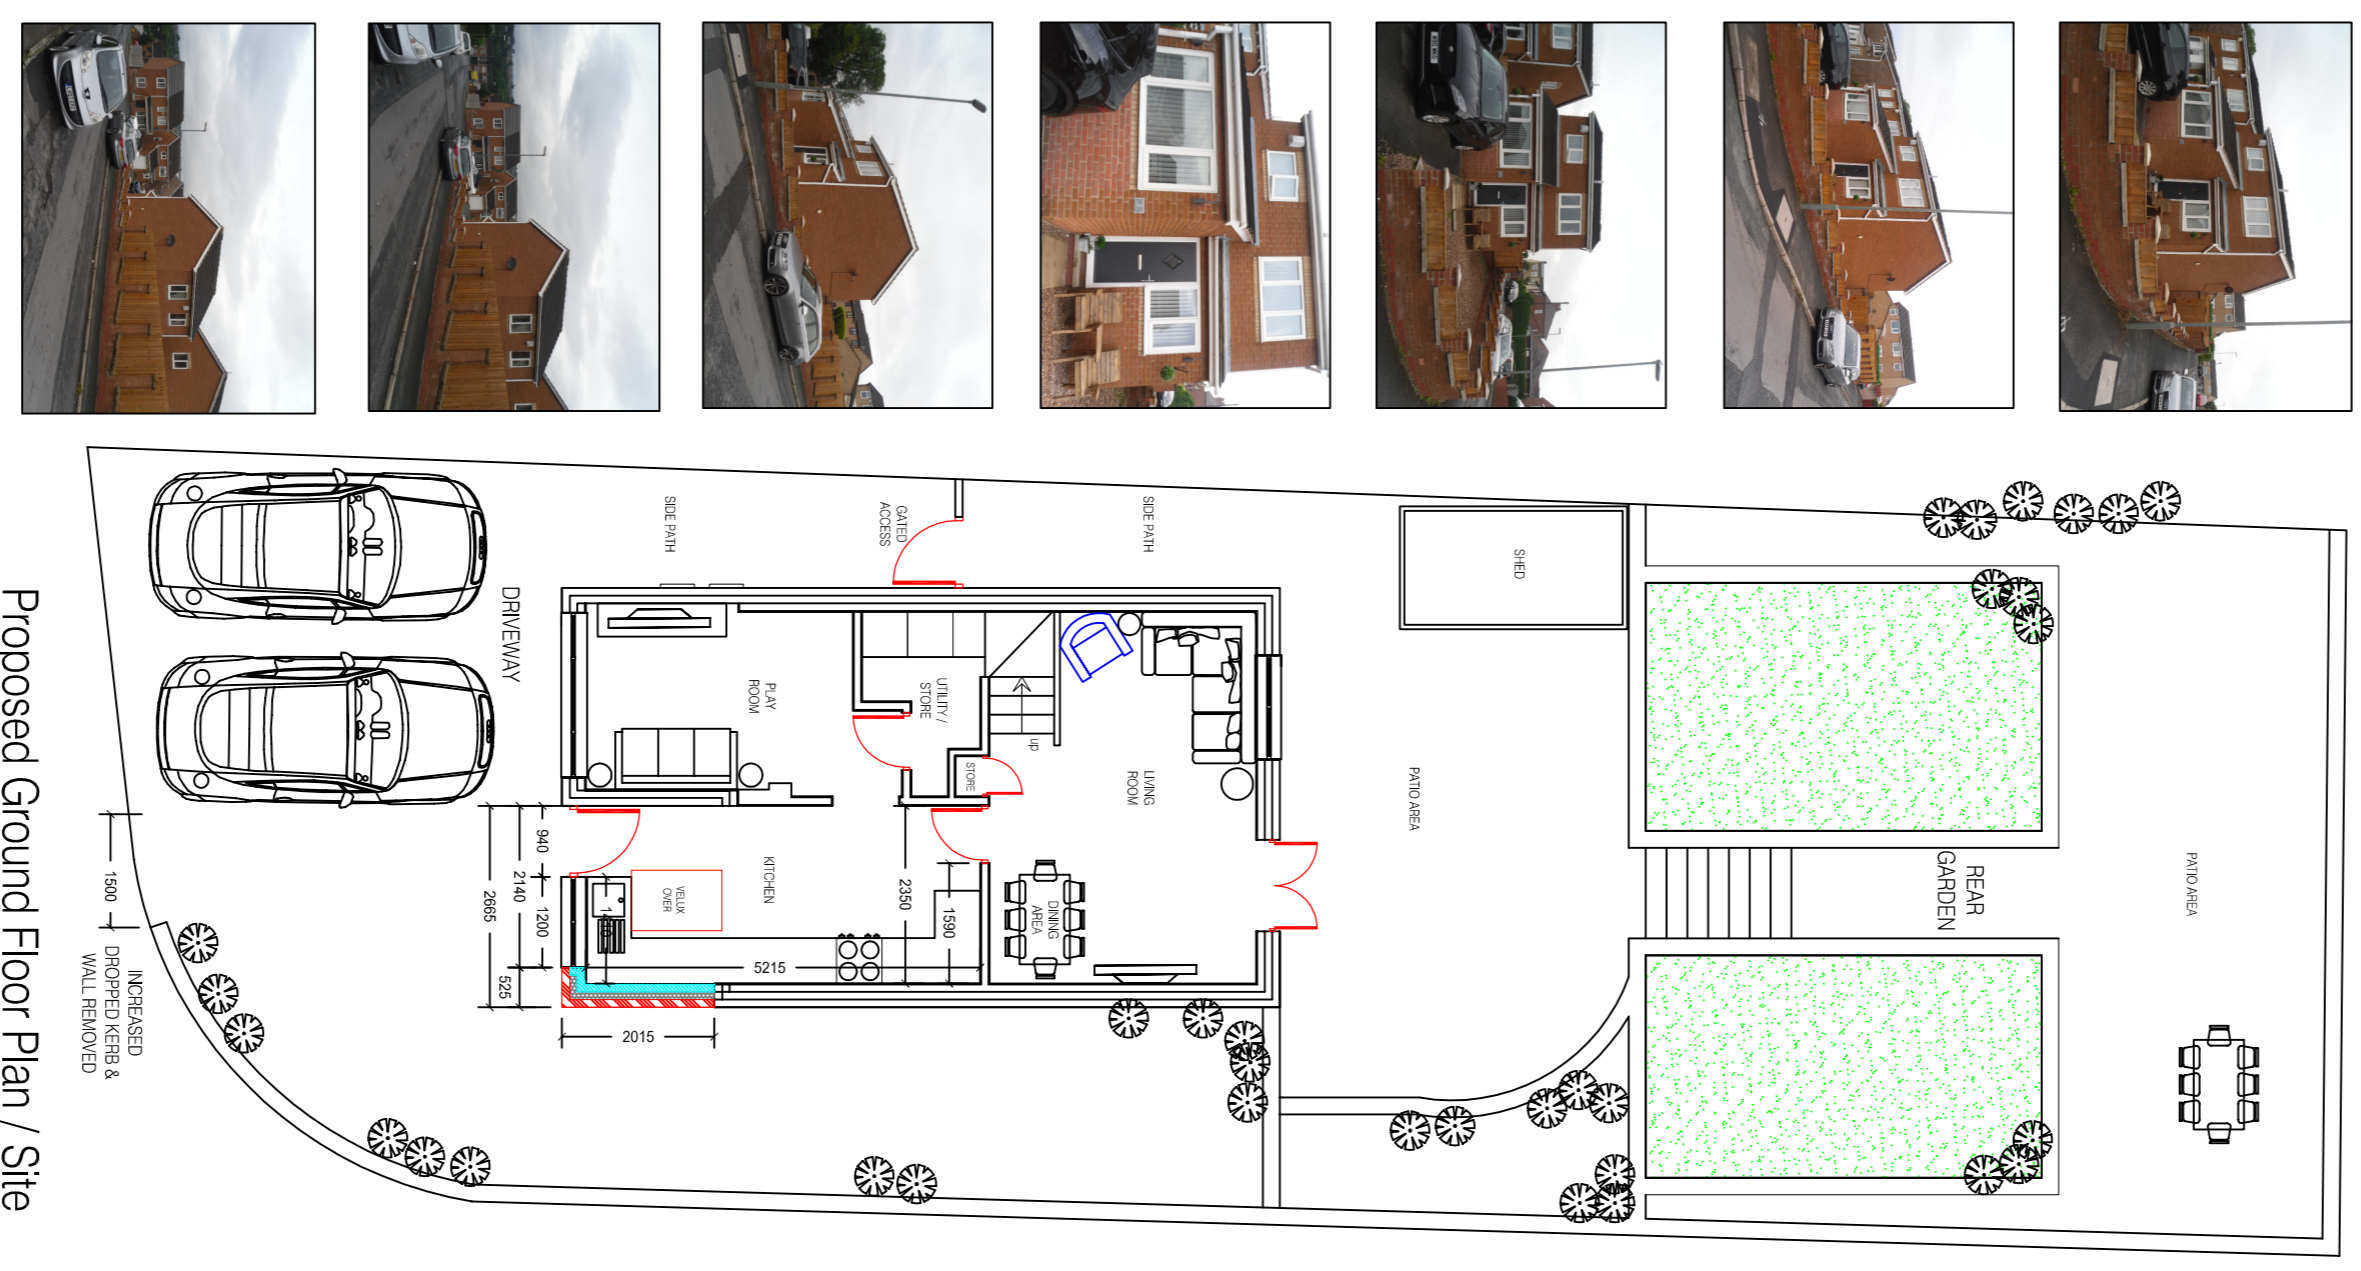 Proposed Ground Floor Plan / Site
DRIVEWAY
SIDE PATH
GATED
ACCESS
SIDE PATH
SHED
PLAY
ROOM
UTILITY /
STORE
up
STORE
LIVING
ROOM
PATIO AREA
KITCHEN
VELUX
OVER
DINING
AREA
REAR
GARDEN
PATIO AREA
INCREASED
DROPPED KERB &
WALL REMOVED
1500
940
1200
2140
525
2665
2350
1590
5215
2015